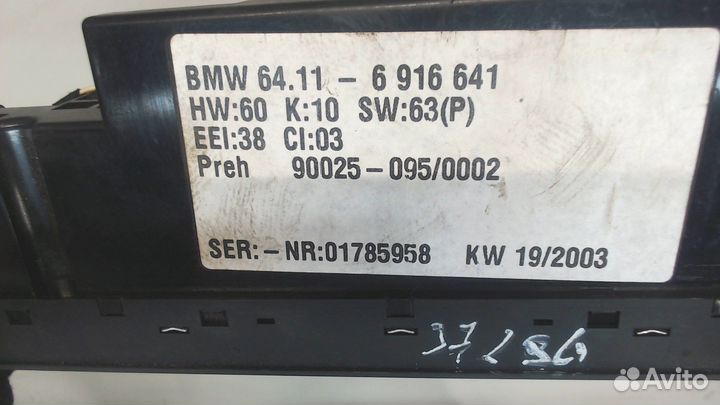 BMW 64.11 - 6 916 641
HW:60 K:10 SW:63(P)
EEI:38 CI:03
Preh 90025-095/0002
SER:-NR:01785958 KW 19/2003
Avito